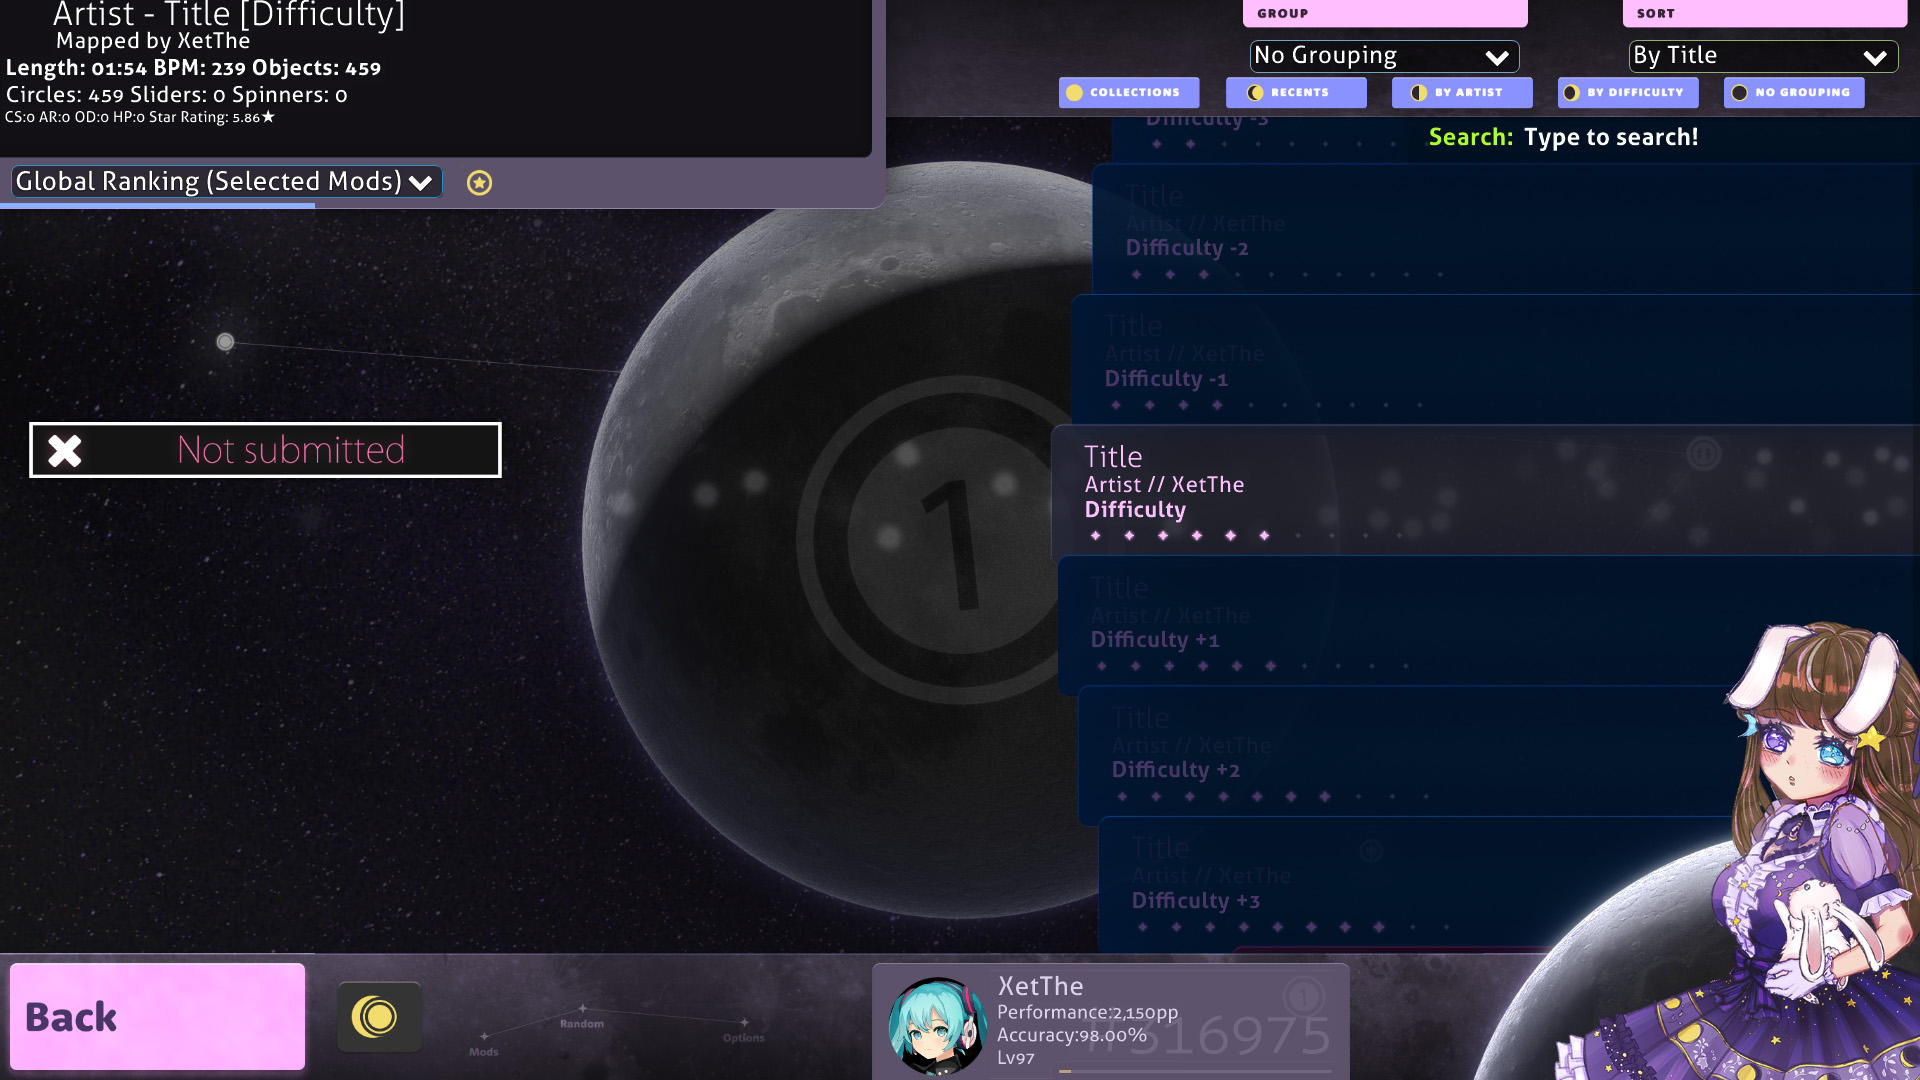 Artist - Title [Difficulty]
Mapped by XetThe
Length: 01:54 BPM: 239 Objects: 459
Circles: 459 Sliders: 0 Spinners: 0
CS:0 AR:0 OD:0 HP:0 Star Rating: 5.86★
Global Ranking (Selected Mods)
GROUP
SORT
No Grouping
By Title
COLLECTIONS
RECENTS
BY ARTIST
BY DIFFICULTY
NO GROUPING
Difficulty -3
Search: Type to search!
Title
Artist // XetThe
Difficulty -2
Title
Artist // XetThe
Difficulty -1
Not submitted
1
Title
Artist // XetThe
Difficulty
Title
Artist // XetThe
Difficulty +1
Title
Artist // XetThe
Difficulty +2
Title
Artist // XetThe
Difficulty +3
Back
Mods
Random
Options
XetThe
Performance:2,150pp
Accuracy:98.00%
Lv97
#316975